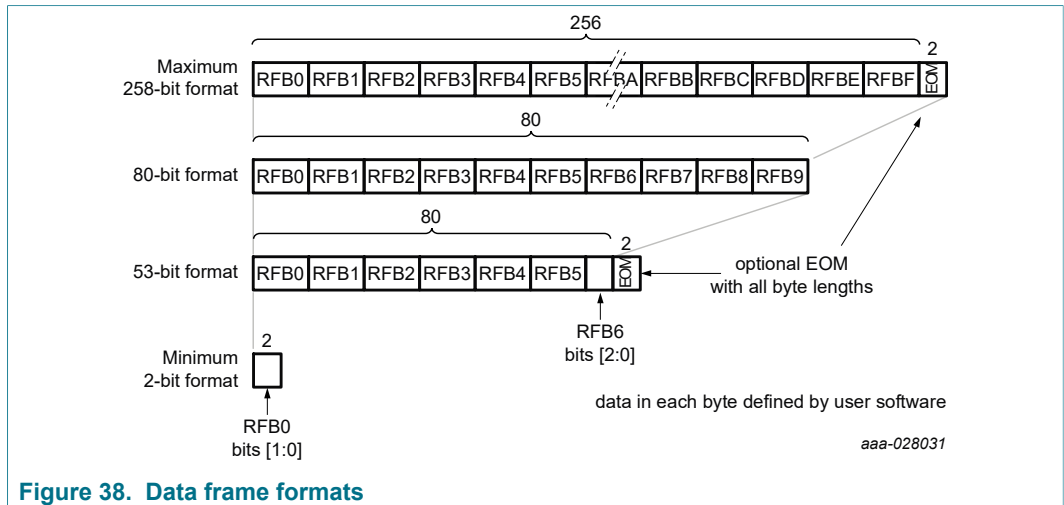 256
2
Maximum
258-bit format
RFB0 RFB1 RFB2 RFB3 RFB4 RFB5 RFBA RFBB RFBC RFBD RFBE RFBF EOM
80
80-bit format
RFB0 RFB1 RFB2 RFB3 RFB4 RFB5 RFB6 RFB7 RFB8 RFB9
80
2
53-bit format
RFB0 RFB1 RFB2 RFB3 RFB4 RFB5 EOM
optional EOM
with all byte lengths
RFB6
bits [2:0]
2
Minimum
2-bit format
RFB0
bits [1:0]
data in each byte defined by user software
aaa-028031
Figure 38. Data frame formats